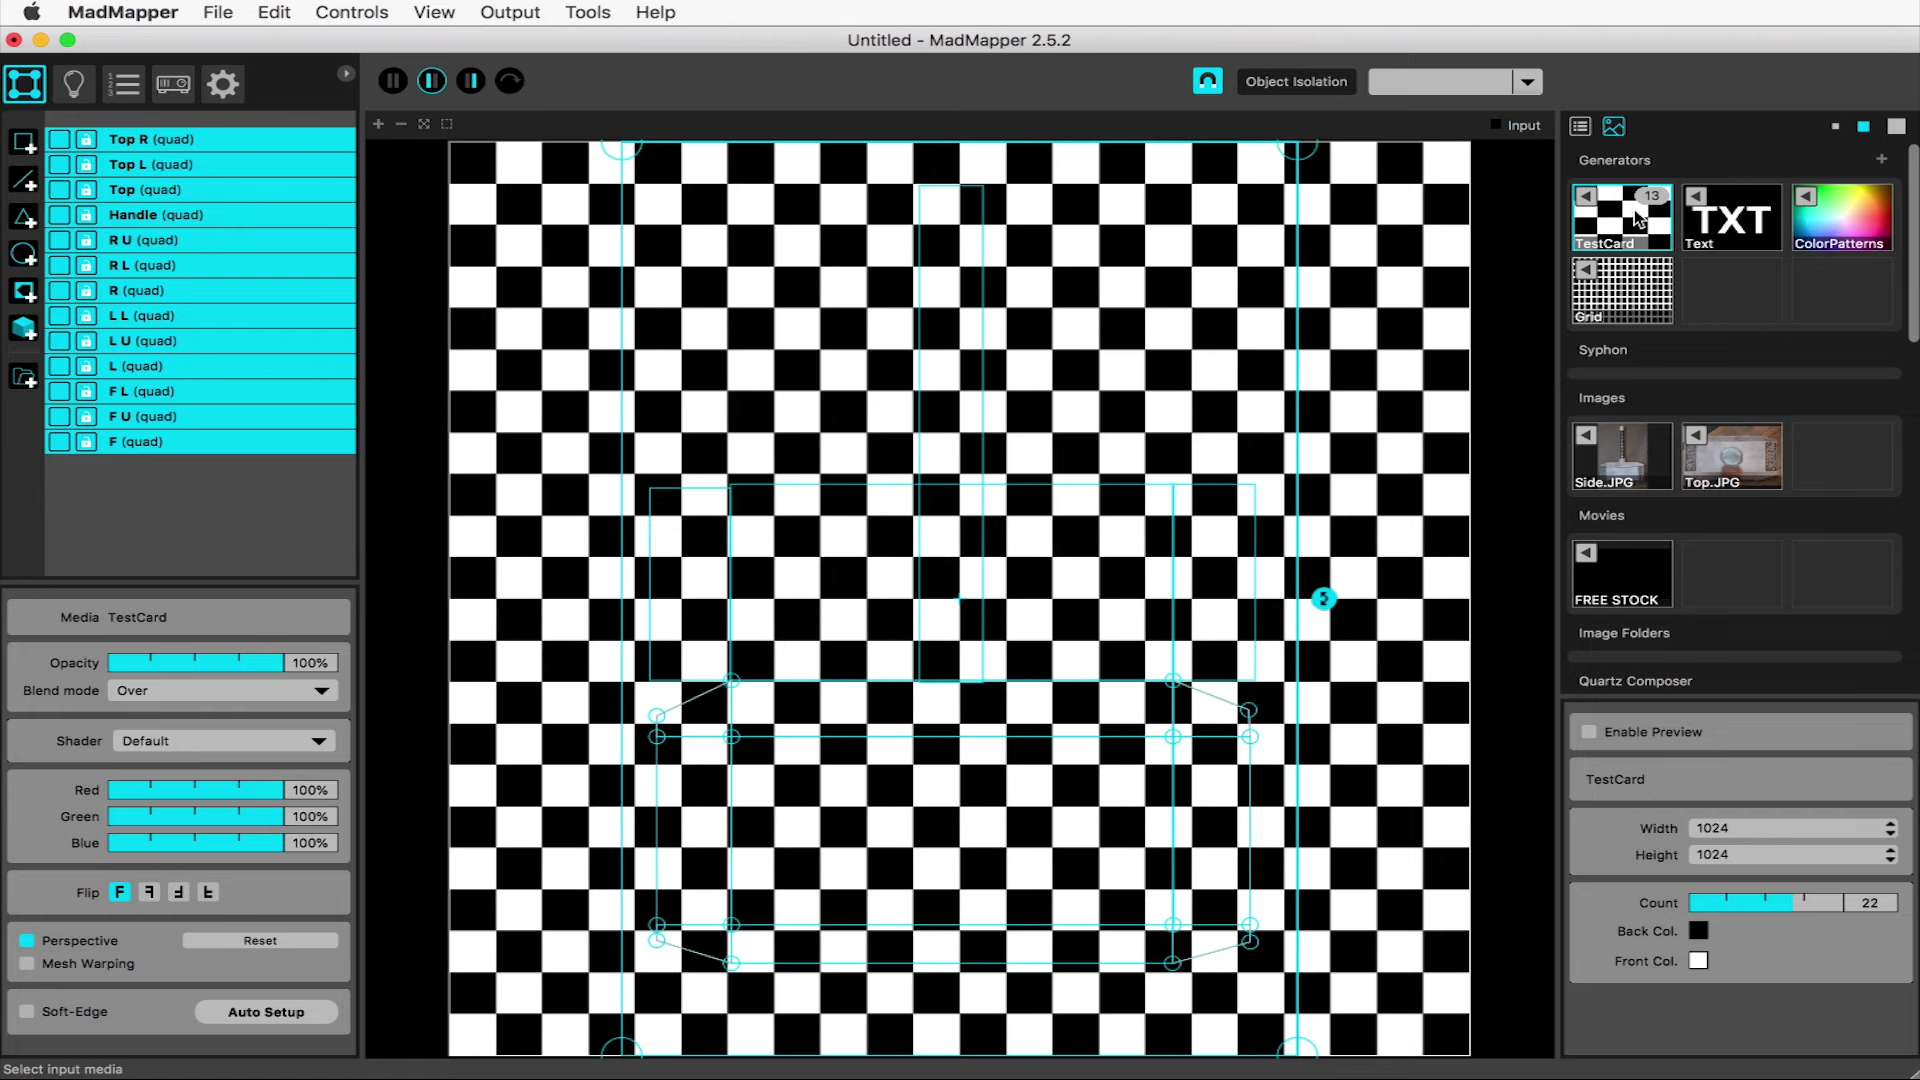 MadMapper File Edit Controls View Output Tools Help
Untitled - MadMapper 2.5.2
Object Isolation
Input
Top R (quad)
Top L (quad)
Top (quad)
Handle (quad)
R U (quad)
R L (quad)
R (quad)
L L (quad)
L U (quad)
L (quad)
F L (quad)
F U (quad)
F (quad)
Media TestCard
Opacity 100%
Blend mode Over
Shader Default
Red 100%
Green 100%
Blue 100%
Flip F
Perspective Reset
Mesh Warping
Soft-Edge Auto Setup
Select input media
Generators
13
TestCard
TXT
Text
ColorPatterns
Grid
Syphon
Images
Side.JPG
Top.JPG
Movies
FREE STOCK
Image Folders
Quartz Composer
Enable Preview
TestCard
Width 1024
Height 1024
Count 22
Back Col.
Front Col.